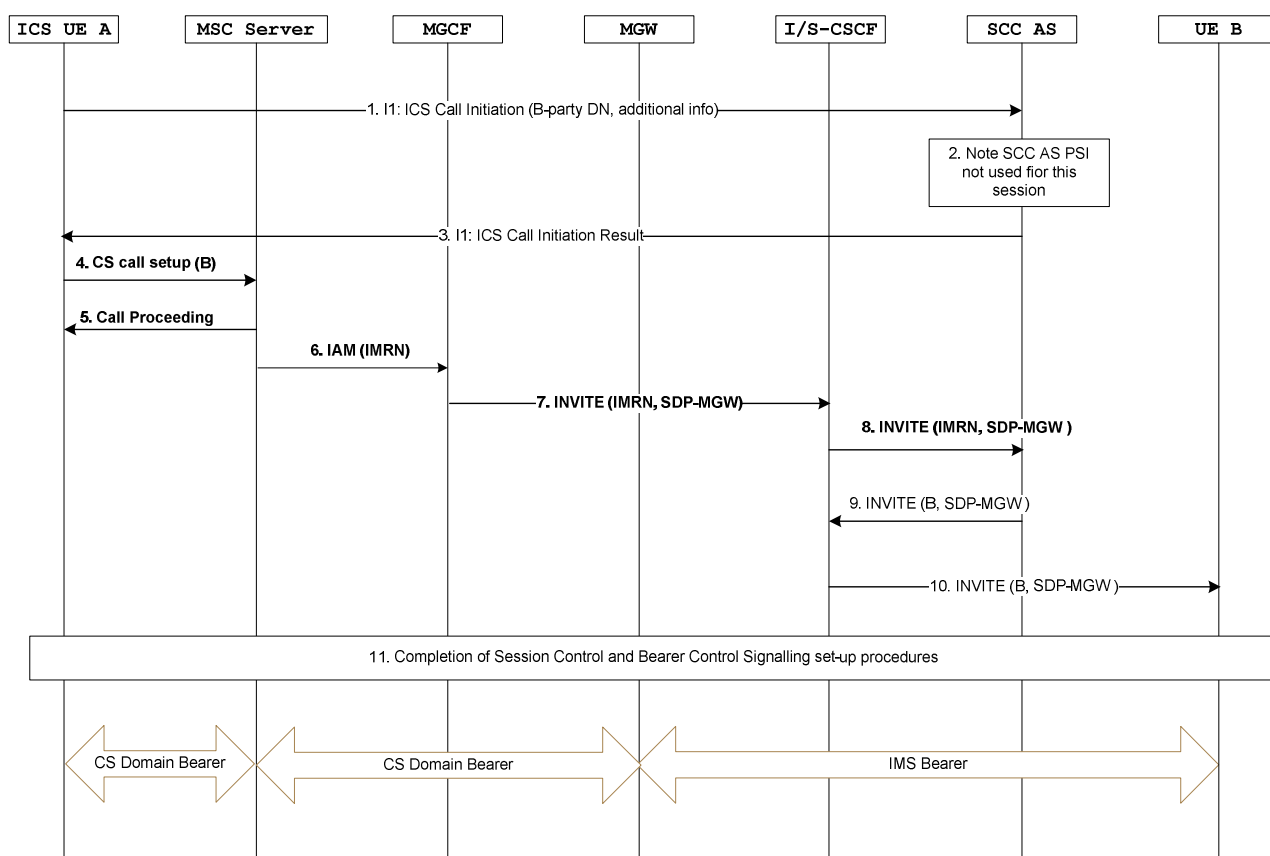 ICS UE A
MSC Server
MGCF
MGW
I/S-CSCF
SCC AS
UE B
1. I1: ICS Call Initiation (B-party DN, additional info)
2. Note SCC AS PSI
not used fior this
session
3. I1: ICS Call Initiation Result
4. CS call setup (B)
5. Call Proceeding
6. IAM (IMRN)
7. INVITE (IMRN, SDP-MGW)
8. INVITE (IMRN, SDP-MGW )
9. INVITE (B, SDP-MGW )
10. INVITE (B, SDP-MGW )
11. Completion of Session Control and Bearer Control Signalling set-up procedures
CS Domain Bearer
CS Domain Bearer
IMS Bearer